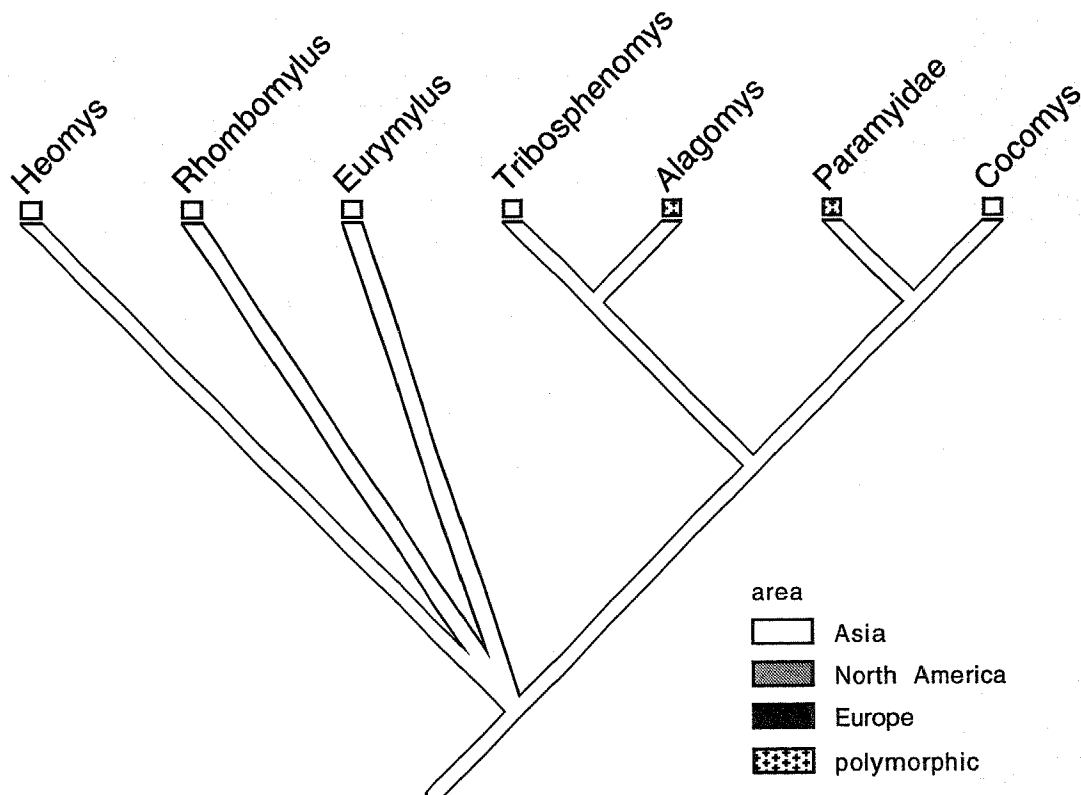 Heomys
Rhombomylus
Eurymylus
Tribosphenomys
Alagomys
Paramyidae
Cocomys
area
Asia
North America
Europe
polymorphic